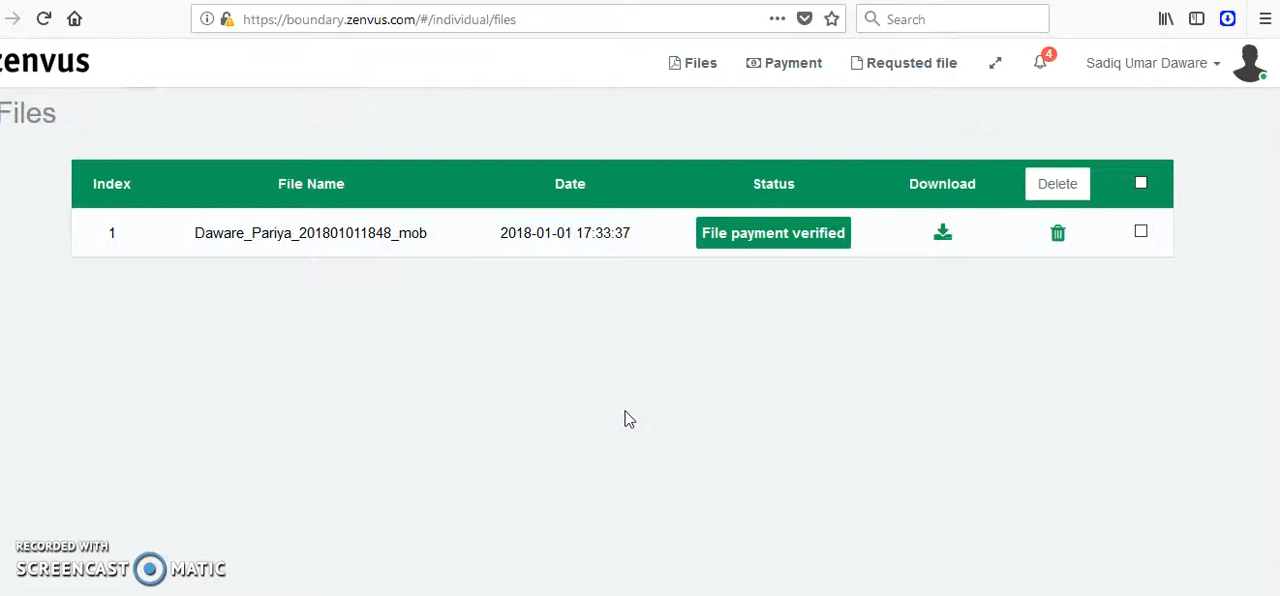 https://boundary.zenvus.com/#/individual/files
Search
zenvus
Files
Payment
Requsted file
4
Sadiq Umar Daware
Files
Index File Name Date Status Download Delete
1 Daware_Pariya_201801011848_mob 2018-01-01 17:33:37 File payment verified
RECORDED WITH
SCREENCAST MATIC